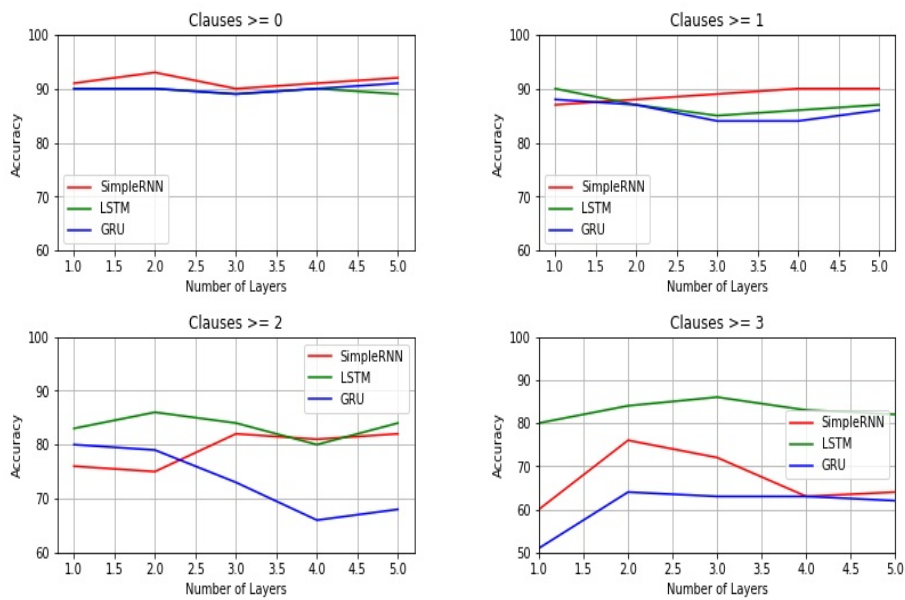 Clauses >= 0
100
90
80
70
60
Accuracy
SimpleRNN
LSTM
GRU
1.0 1.5 2.0 2.5 3.0 3.5 4.0 4.5 5.0
Number of Layers
Clauses >= 1
100
90
80
70
60
Accuracy
SimpleRNN
LSTM
GRU
1.0 1.5 2.0 2.5 3.0 3.5 4.0 4.5 5.0
Number of Layers
Clauses >= 2
100
90
80
70
60
Accuracy
SimpleRNN
LSTM
GRU
1.0 1.5 2.0 2.5 3.0 3.5 4.0 4.5 5.0
Number of Layers
Clauses >= 3
100
90
80
70
60
50
Accuracy
SimpleRNN
LSTM
GRU
1.0 1.5 2.0 2.5 3.0 3.5 4.0 4.5 5.0
Number of Layers